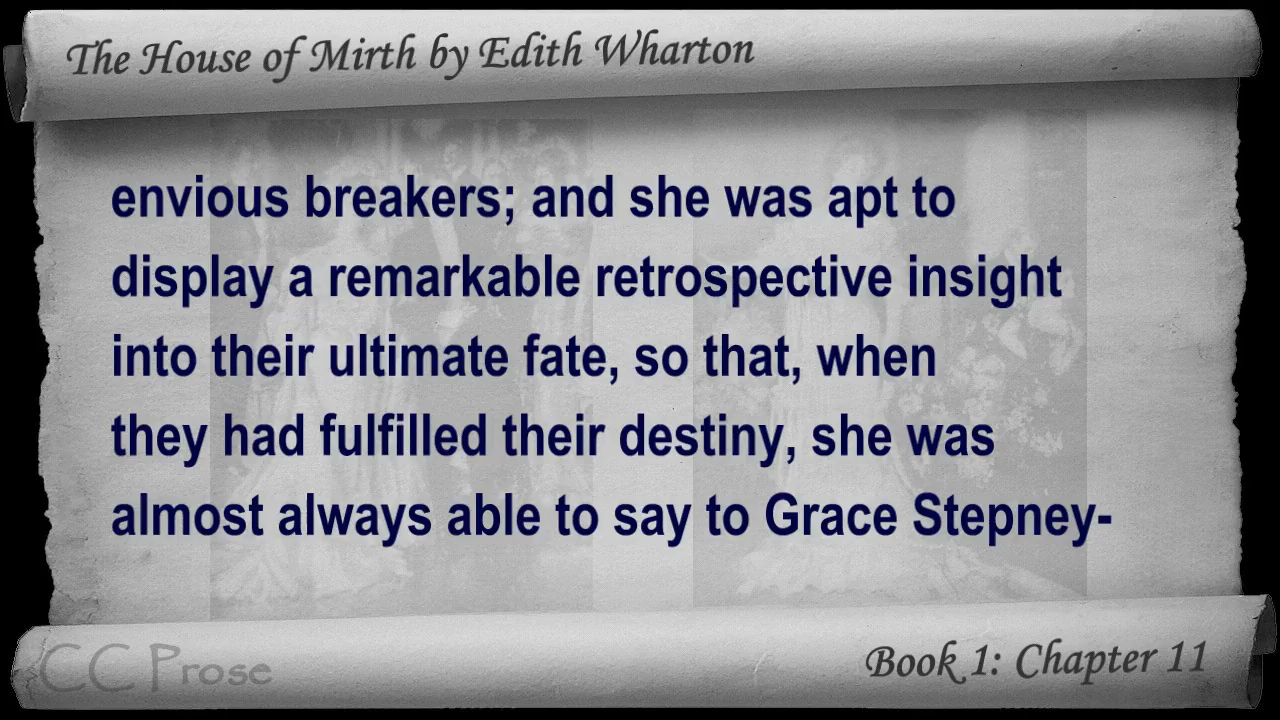 The House of Mirth by Edith Wharton
envious breakers; and she was apt to
display a remarkable retrospective insight
into their ultimate fate, so that, when
they had fulfilled their destiny, she was
almost always able to say to Grace Stepney-
CC Prose
Book 1: Chapter 11